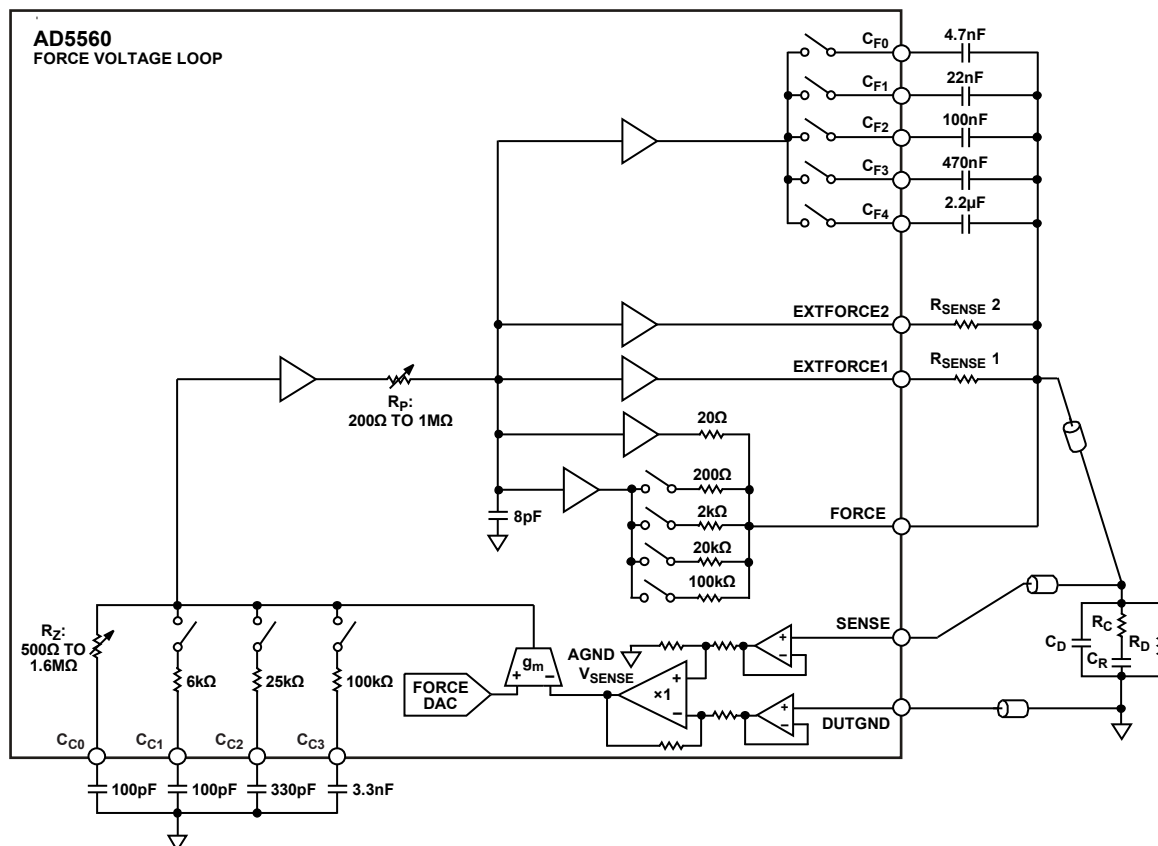 AD5560
FORCE VOLTAGE LOOP
CF0
4.7nF
CF1
22nF
CF2
100nF
CF3
470nF
CF4
2.2µF
EXTFORCE2
RSENSE 2
EXTFORCE1
RSENSE 1
RP:
200Ω TO 1MΩ
20Ω
200Ω
8pF
2kΩ
FORCE
20kΩ
100kΩ
RZ:
500Ω TO
1.6MΩ
6kΩ
25kΩ
100kΩ
gm
+ −
FORCE
DAC
AGND
VSENSE
×1
+
−
+
−
+
−
SENSE
DUTGND
CD
RC
CR
RD
CC0
CC1
CC2
CC3
100pF
100pF
330pF
3.3nF